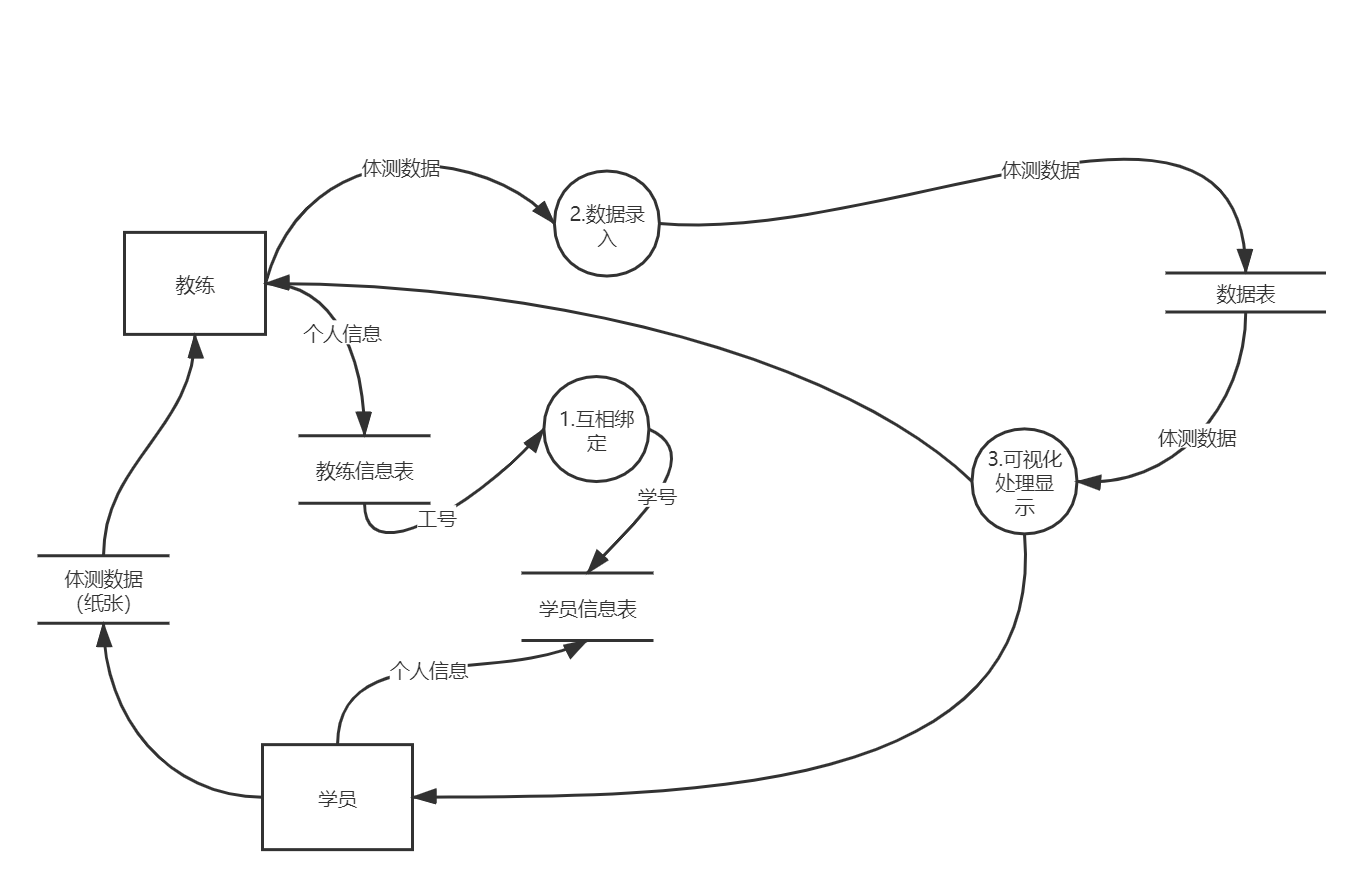 体测数据
体测数据
2.数据录
入
教练
数据表
个人信息
1.互相绑
定
体测数据
3.可视化
处理显
示
教练信息表
学号
工号
体测数据
（纸张）
学员信息表
个人信息
学员